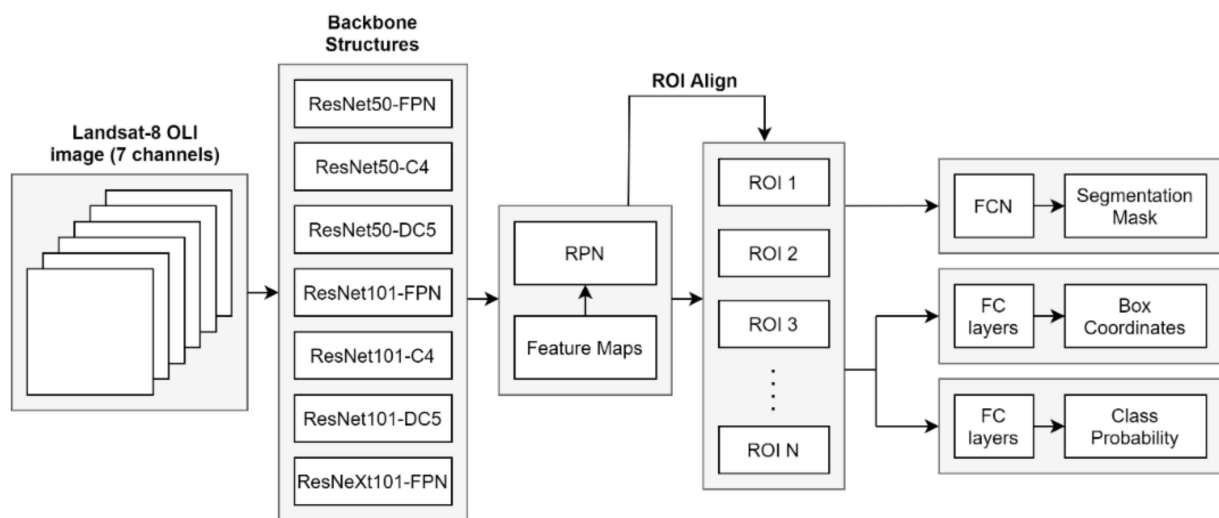 Landsat-8 OLI
image (7 channels)
Backbone
Structures
ResNet50-FPN
ResNet50-C4
ResNet50-DC5
ResNet101-FPN
ResNet101-C4
ResNet101-DC5
ResNeXt101-FPN
RPN
Feature Maps
ROI Align
ROI 1
ROI 2
ROI 3
ROI N
FCN
Segmentation
Mask
FC
layers
Box
Coordinates
FC
layers
Class
Probability